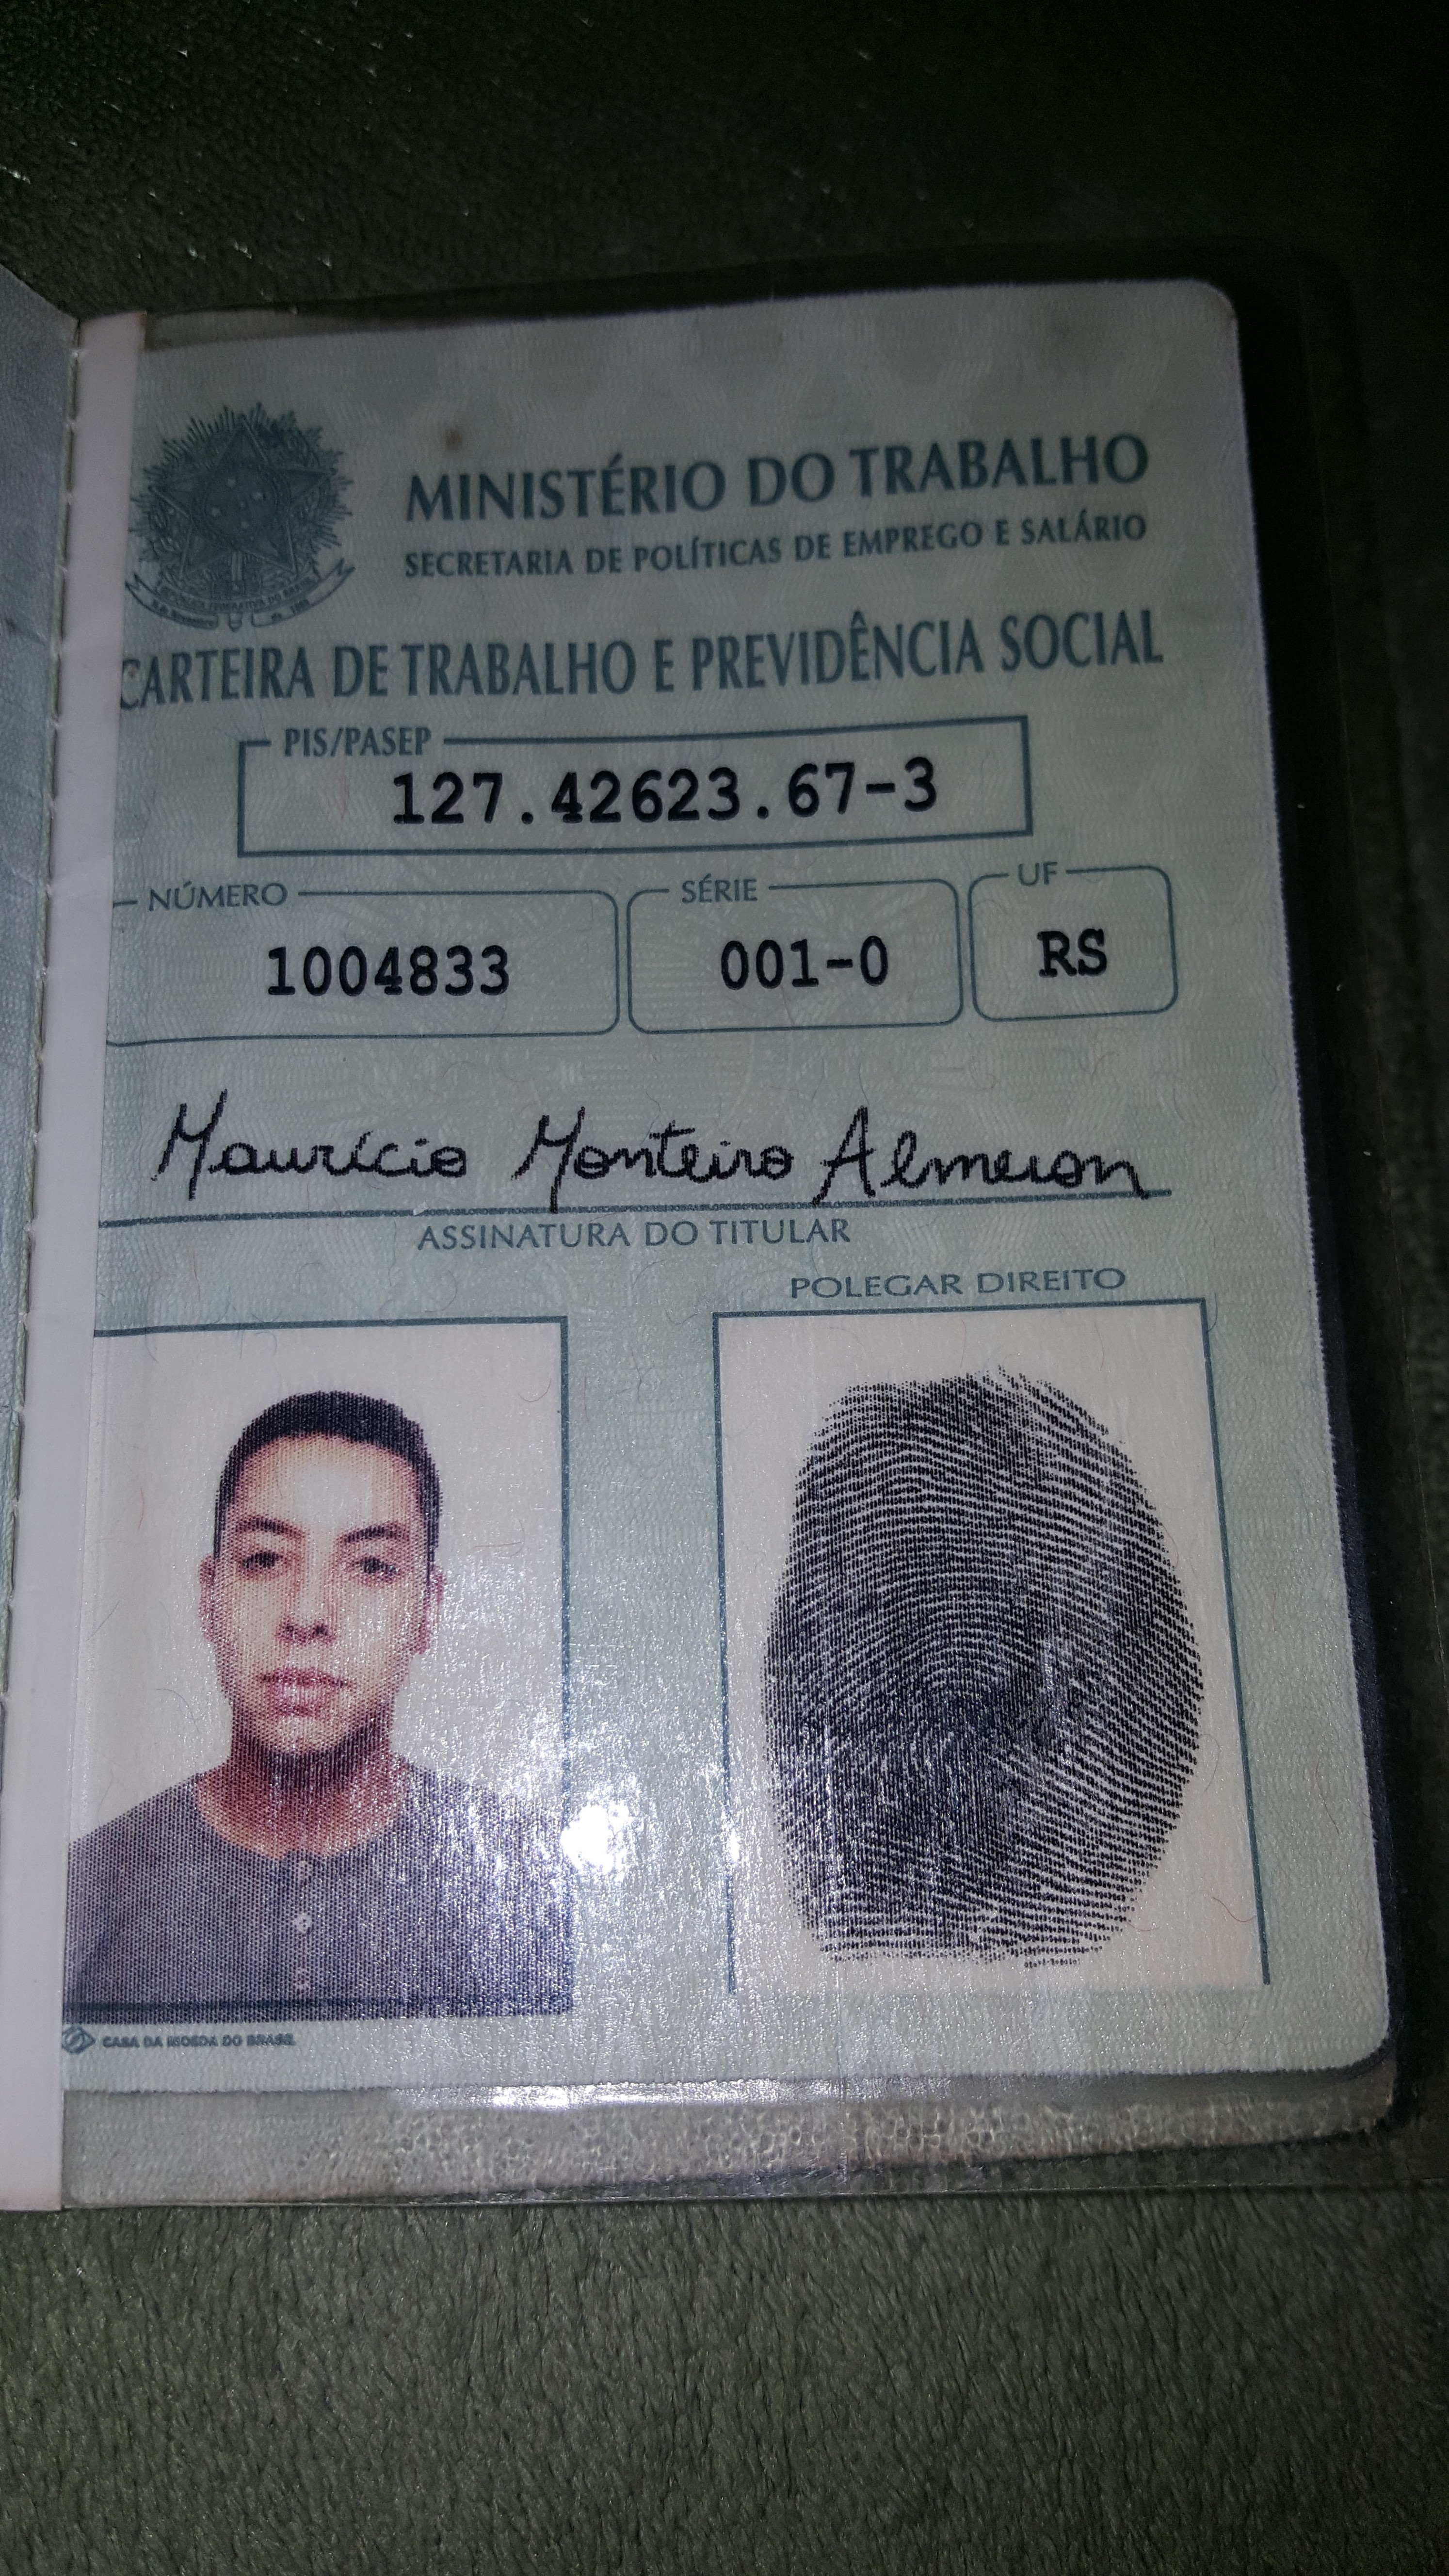 MINISTÉRIO DO TRABALHO
SECRETARIA DE POLÍTICAS DE EMPREGO E SALÁRIO
CARTEIRA DE TRABALHO E PREVIDÊNCIA SOCIAL
PIS/PASEP
127.42623.67-3
NÚMERO SÉRIE UF
1004833 001-0 RS
Maurício Monteiro Almeron
ASSINATURA DO TITULAR
POLEGAR DIREITO
CASA DA MOEDA DO BRASIL